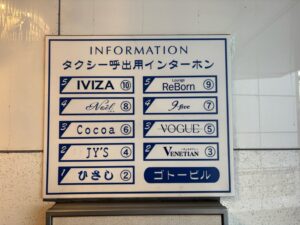 INFORMATION
タクシー呼出用インターホン
5 IVIZA ⑩
5 Lounge ReBorn ⑨
4 Noël ⑧
4 J-five ⑦
3 Cocoa ⑥
3 VOGUE ⑤
2 JY'S ④
2 VENETIAN ③
1 ひさし ②
ゴトービル